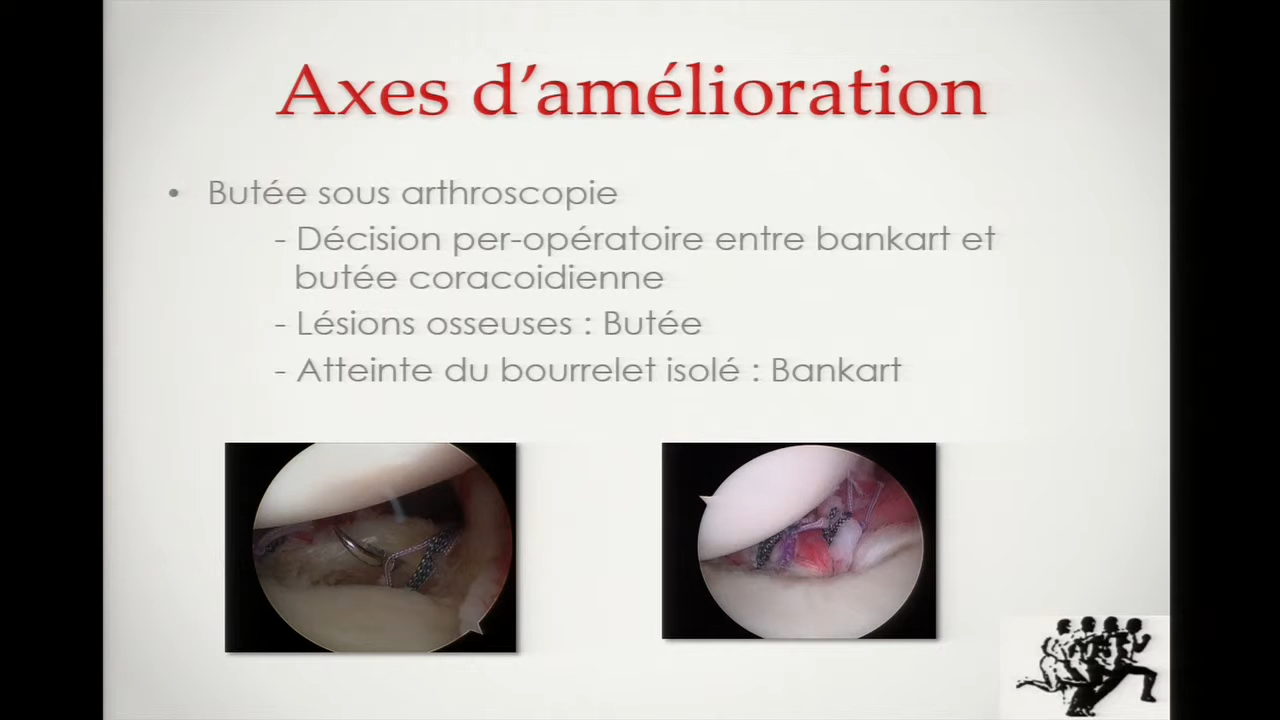 Axes d’amélioration
• Butée sous arthroscopie
- Décision per-opératoire entre bankart et
butée coracoidienne
- Lésions osseuses : Butée
- Atteinte du bourrelet isolé : Bankart